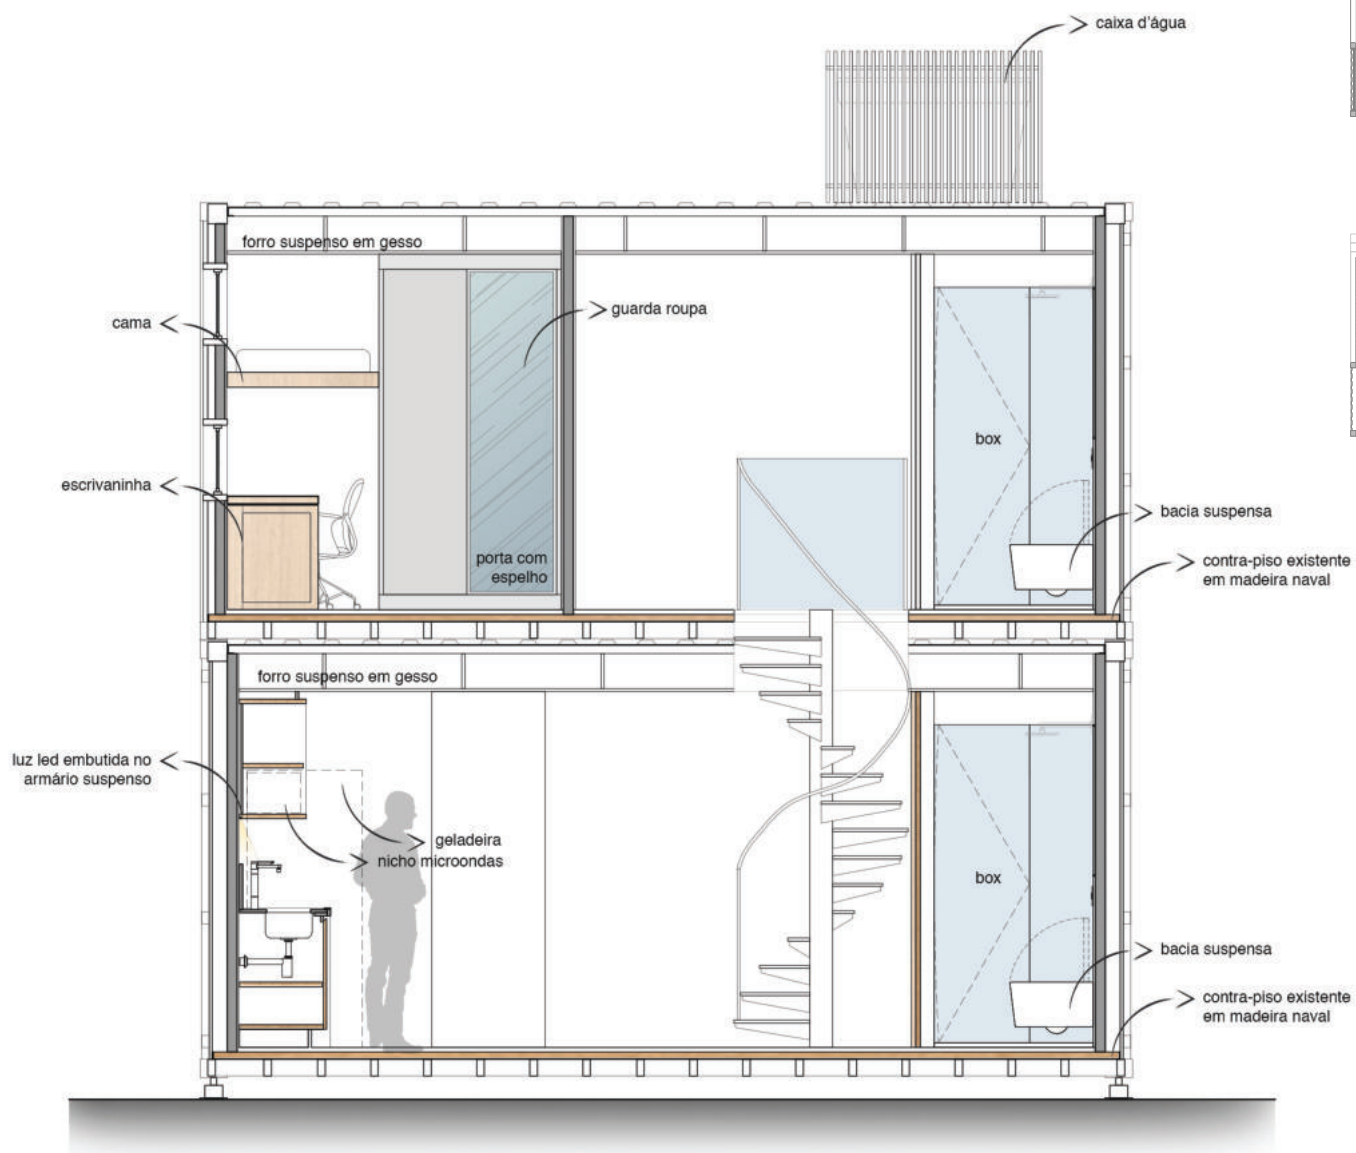 caixa d'água
forro suspenso em gesso
guarda roupa
cama
box
escrivaninha
bacia suspensa
porta com
espelho
contra-piso existente
em madeira naval
forro suspenso em gesso
luz led embutida no
armário suspenso
geladeira
nicho microondas
box
bacia suspensa
contra-piso existente
em madeira naval